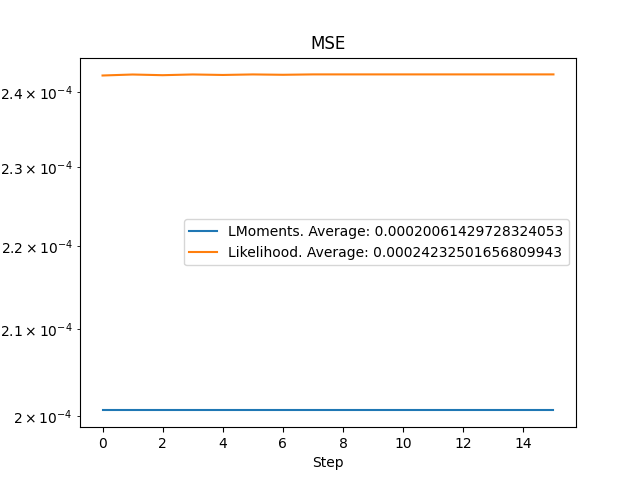 MSE
2.4 × 10⁻⁴
2.3 × 10⁻⁴
2.2 × 10⁻⁴
2.1 × 10⁻⁴
2 × 10⁻⁴
LMoments. Average: 0.00020061429728324053
Likelihood. Average: 0.00024232501656809943
0 2 4 6 8 10 12 14
Step